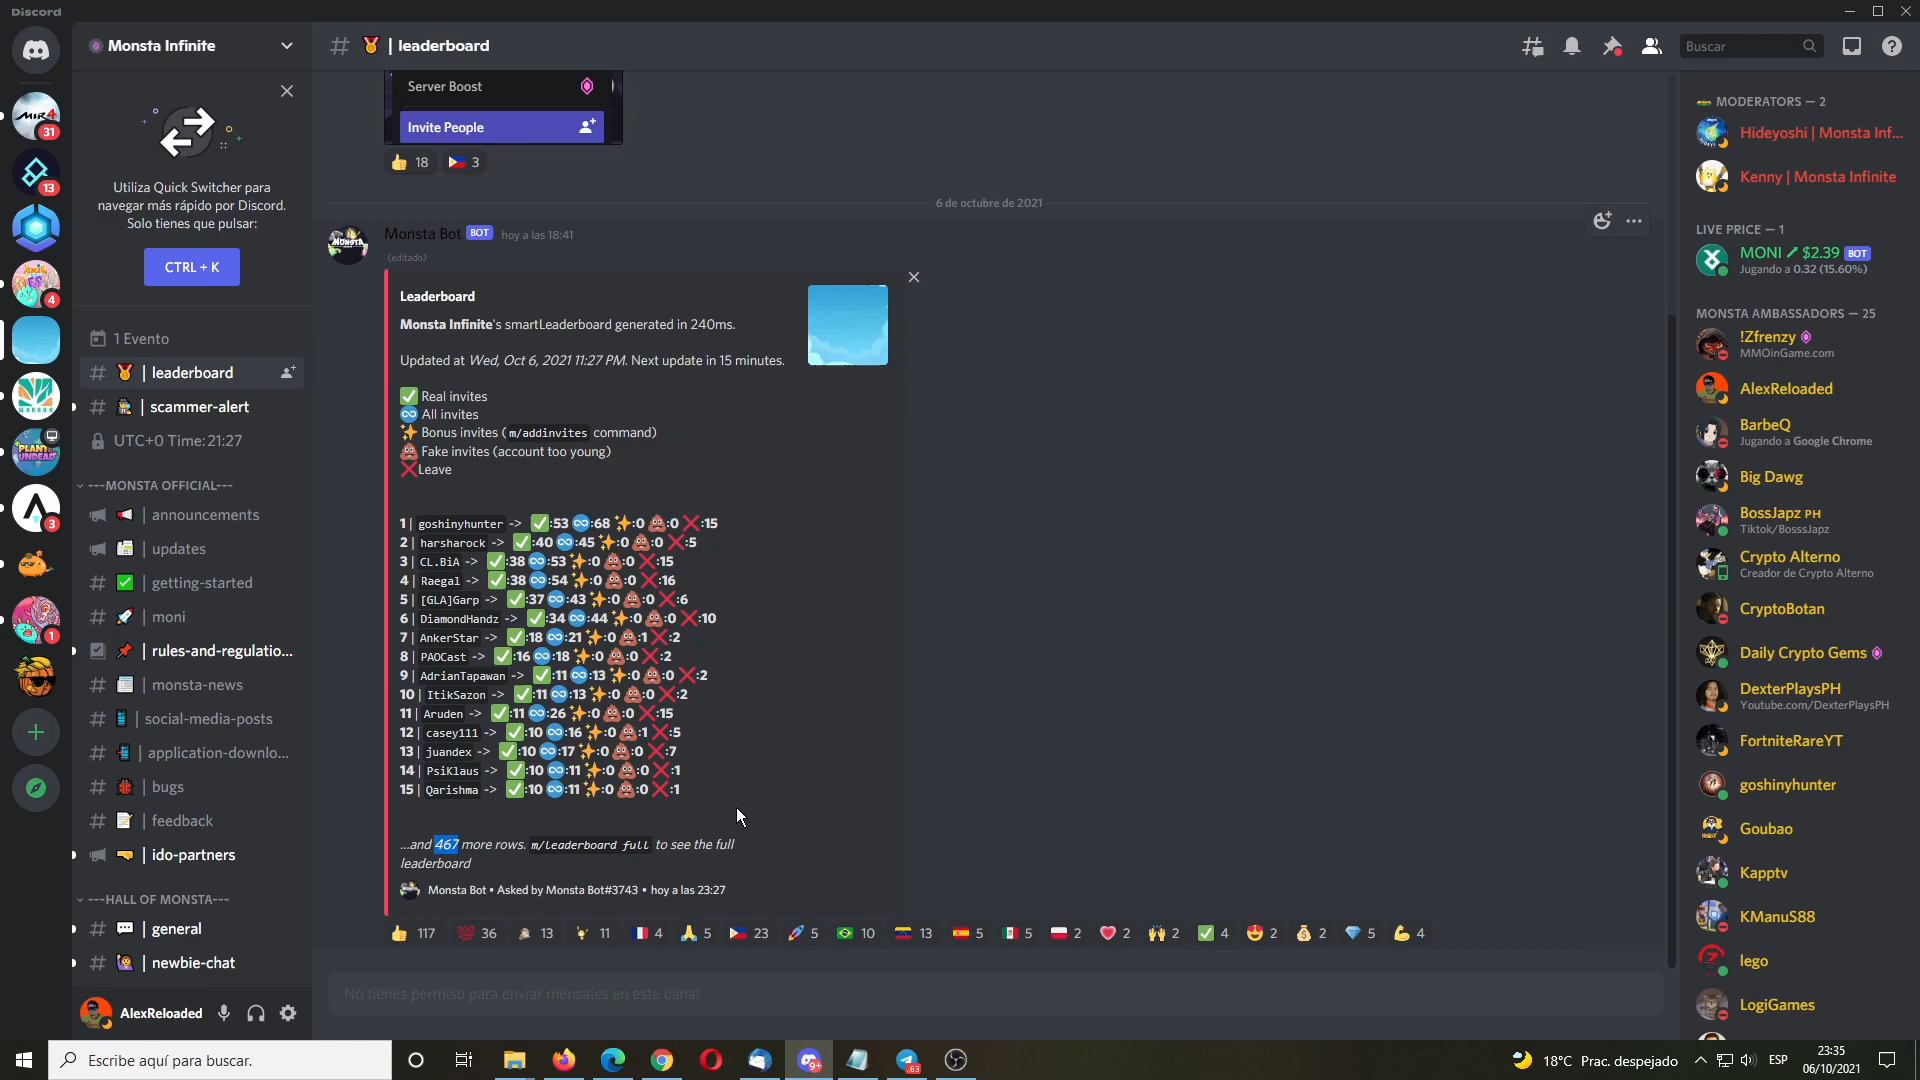 Discord
Monsta Infinite
| leaderboard
Buscar
Server Boost
Invite People
18
3
Utiliza Quick Switcher para
navegar más rápido por Discord.
Solo tienes que pulsar:
CTRL + K
MIR4
31
13
4
3
1
1 Evento
| leaderboard
| scammer-alert
UTC+0 Time: 21:27
---MONSTA OFFICIAL---
| announcements
| updates
| getting-started
| moni
| rules-and-regulatio...
| monsta-news
| social-media-posts
| application-downlo...
| bugs
| feedback
| ido-partners
---HALL OF MONSTA---
| general
| newbie-chat
AlexReloaded
6 de octubre de 2021
Monsta Bot BOT hoy a las 18:41
(editado)
Leaderboard
Monsta Infinite's smartLeaderboard generated in 240ms.
Updated at Wed, Oct 6, 2021 11:27 PM. Next update in 15 minutes.
✅ Real invites
♾ All invites
✨ Bonus invites ( m/addinvites command)
💩 Fake invites (account too young)
❌Leave
1 | goshinyhunter -> ✅:53 ♾:68 ✨:0 💩:0 ❌:15
2 | harsharock -> ✅:40 ♾:45 ✨:0 💩:0 ❌:5
3 | CL.BiA -> ✅:38 ♾:53 ✨:0 💩:0 ❌:15
4 | Raegal -> ✅:38 ♾:54 ✨:0 💩:0 ❌:16
5 | [GLA]Garp -> ✅:37 ♾:43 ✨:0 💩:0 ❌:6
6 | DiamondHandz -> ✅:34 ♾:44 ✨:0 💩:0 ❌:10
7 | AnkerStar -> ✅:18 ♾:21 ✨:0 💩:1 ❌:2
8 | PAOCast -> ✅:16 ♾:18 ✨:0 💩:0 ❌:2
9 | AdrianTapawan -> ✅:11 ♾:13 ✨:0 💩:0 ❌:2
10 | ItikSazon -> ✅:11 ♾:13 ✨:0 💩:0 ❌:2
11 | Aruden -> ✅:11 ♾:26 ✨:0 💩:0 ❌:15
12 | casey111 -> ✅:10 ♾:16 ✨:0 💩:1 ❌:5
13 | juandex -> ✅:10 ♾:17 ✨:0 💩:0 ❌:7
14 | PsiKlaus -> ✅:10 ♾:11 ✨:0 💩:0 ❌:1
15 | Qarishma -> ✅:10 ♾:11 ✨:0 💩:0 ❌:1
...and 467 more rows. m/leaderboard full to see the full
leaderboard
Monsta Bot • Asked by Monsta Bot#3743 • hoy a las 23:27
117 36 13 11 4 5 23 5 10 13 5 5 2 2 2 4 2 2 5 4
No tienes permiso para enviar mensajes en este canal.
MODERATORS — 2
Hideyoshi | Monsta Inf...
Kenny | Monsta Infinite
LIVE PRICE — 1
MONI ⭧ $2.39 BOT
Jugando a 0.32 (15.60%)
MONSTA AMBASSADORS — 25
!Zfrenzy
MMOinGame.com
AlexReloaded
BarbeQ
Jugando a Google Chrome
Big Dawg
BossJapz PH
Tiktok/BosssJapz
Crypto Alterno
Creador de Crypto Alterno
CryptoBotan
Daily Crypto Gems
DexterPlaysPH
Youtube.com/DexterPlaysPH
FortniteRareYT
goshinyhunter
Goubao
Kapptv
KManuS88
lego
LogiGames
Escribe aquí para buscar.
9+
63
18°C Prac. despejado
ESP
23:35
06/10/2021